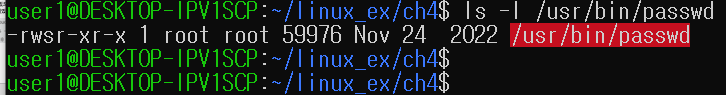 user1@DESKTOP-IPV1SCP:~/linux_ex/ch4$ ls -l /usr/bin/passwd
-rwsr-xr-x 1 root root 59976 Nov 24  2022 /usr/bin/passwd
user1@DESKTOP-IPV1SCP:~/linux_ex/ch4$
user1@DESKTOP-IPV1SCP:~/linux_ex/ch4$